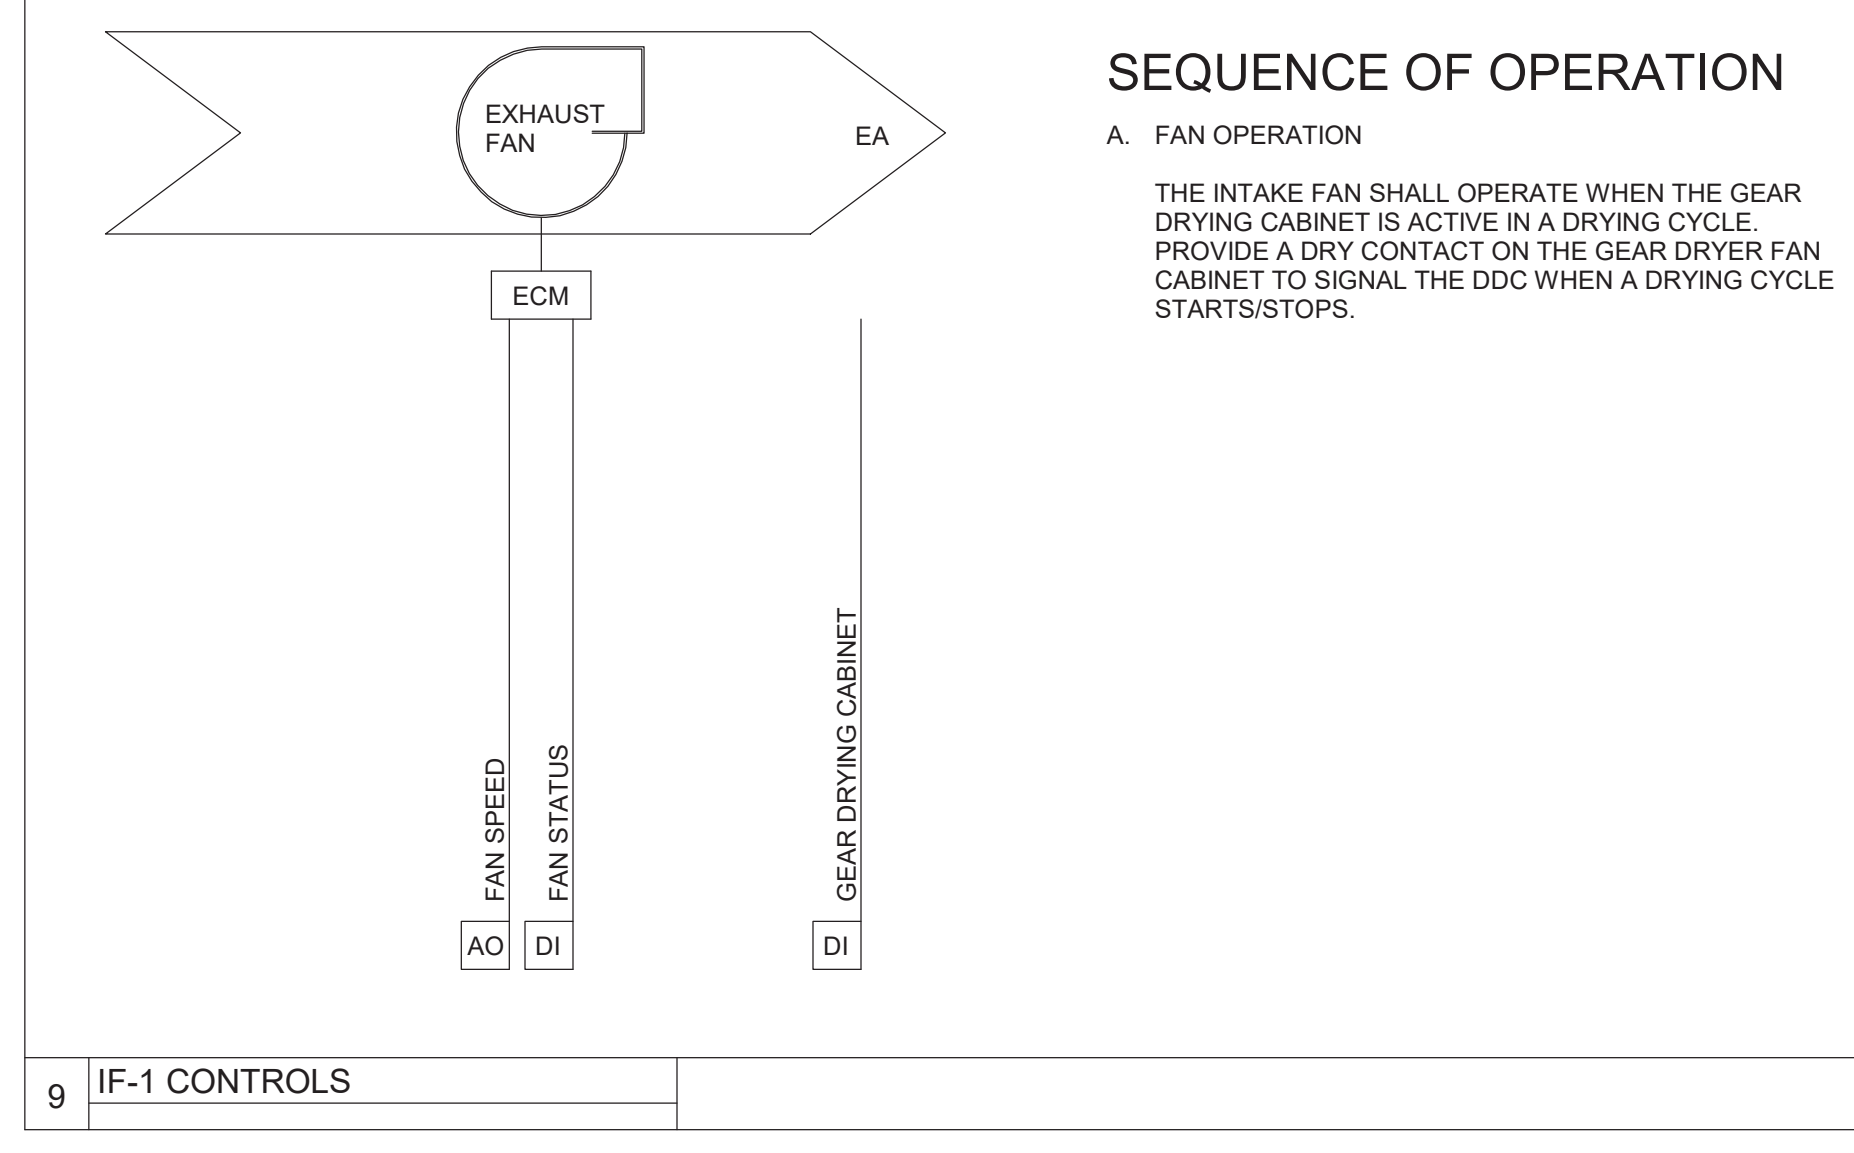 EXHAUST
FAN
EA
ECM
FAN SPEED
FAN STATUS
GEAR DRYING CABINET
AO
DI
DI
SEQUENCE OF OPERATION
A. FAN OPERATION
THE INTAKE FAN SHALL OPERATE WHEN THE GEAR
DRYING CABINET IS ACTIVE IN A DRYING CYCLE.
PROVIDE A DRY CONTACT ON THE GEAR DRYER FAN
CABINET TO SIGNAL THE DDC WHEN A DRYING CYCLE
STARTS/STOPS.
9
IF-1 CONTROLS